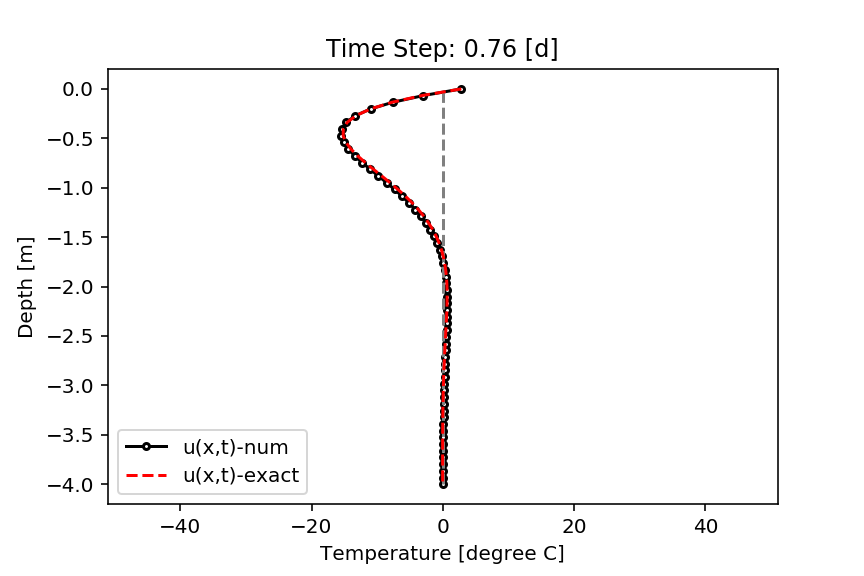 Time Step: 0.76 [d]
0.0
−0.5
−1.0
−1.5
−2.0
−2.5
−3.0
−3.5
−4.0
Depth [m]
u(x,t)-num
u(x,t)-exact
−40
−20
0
20
40
Temperature [degree C]